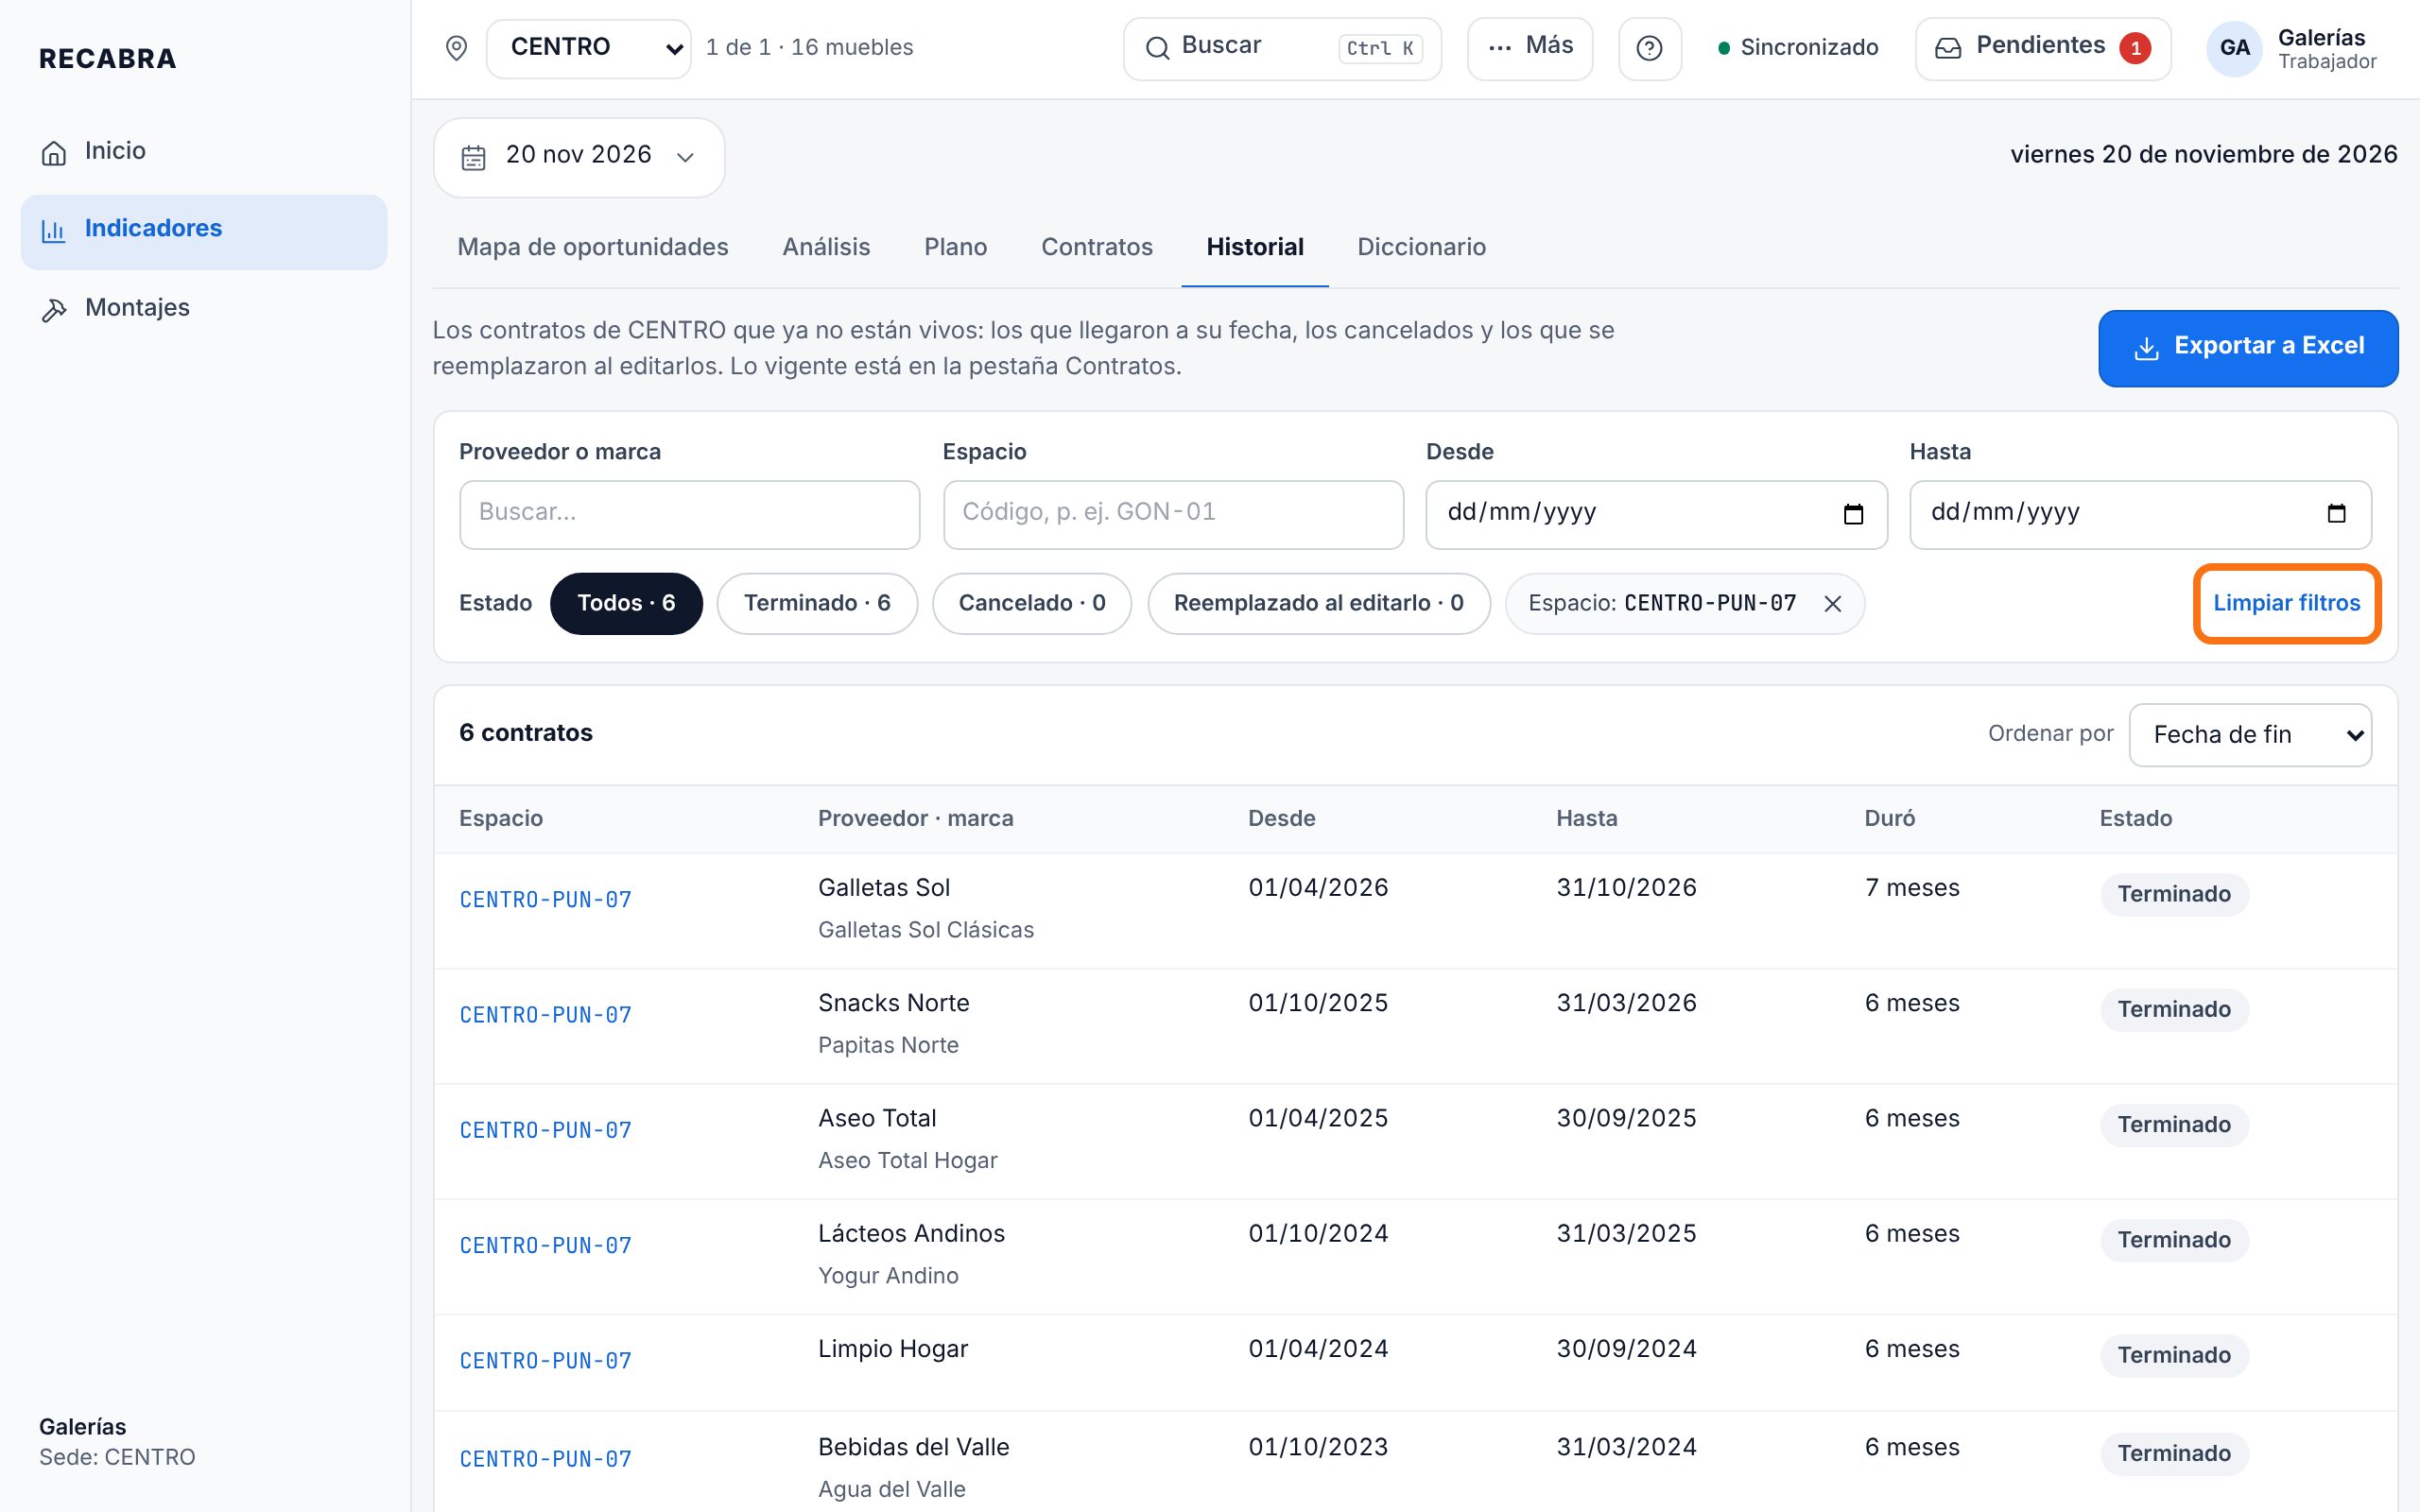 RECABRA
Inicio
Indicadores
Montajes
Galerías
Sede: CENTRO
CENTRO
1 de 1 · 16 muebles
Buscar
Ctrl K
Más
Sincronizado
Pendientes 1
GA
Galerías
Trabajador
20 nov 2026
viernes 20 de noviembre de 2026
Mapa de oportunidades
Análisis
Plano
Contratos
Historial
Diccionario
Los contratos de CENTRO que ya no están vivos: los que llegaron a su fecha, los cancelados y los que se
reemplazaron al editarlos. Lo vigente está en la pestaña Contratos.
Exportar a Excel
Proveedor o marca
Espacio
Desde
Hasta
Buscar...
Código, p. ej. GON-01
dd/mm/yyyy
dd/mm/yyyy
Estado
Todos · 6
Terminado · 6
Cancelado · 0
Reemplazado al editarlo · 0
Espacio: CENTRO-PUN-07
Limpiar filtros
6 contratos
Ordenar por
Fecha de fin
Espacio Proveedor · marca Desde Hasta Duró Estado
CENTRO-PUN-07 Galletas Sol 01/04/2026 31/10/2026 7 meses Terminado
Galletas Sol Clásicas
CENTRO-PUN-07 Snacks Norte 01/10/2025 31/03/2026 6 meses Terminado
Papitas Norte
CENTRO-PUN-07 Aseo Total 01/04/2025 30/09/2025 6 meses Terminado
Aseo Total Hogar
CENTRO-PUN-07 Lácteos Andinos 01/10/2024 31/03/2025 6 meses Terminado
Yogur Andino
CENTRO-PUN-07 Limpio Hogar 01/04/2024 30/09/2024 6 meses Terminado
CENTRO-PUN-07 Bebidas del Valle 01/10/2023 31/03/2024 6 meses Terminado
Agua del Valle